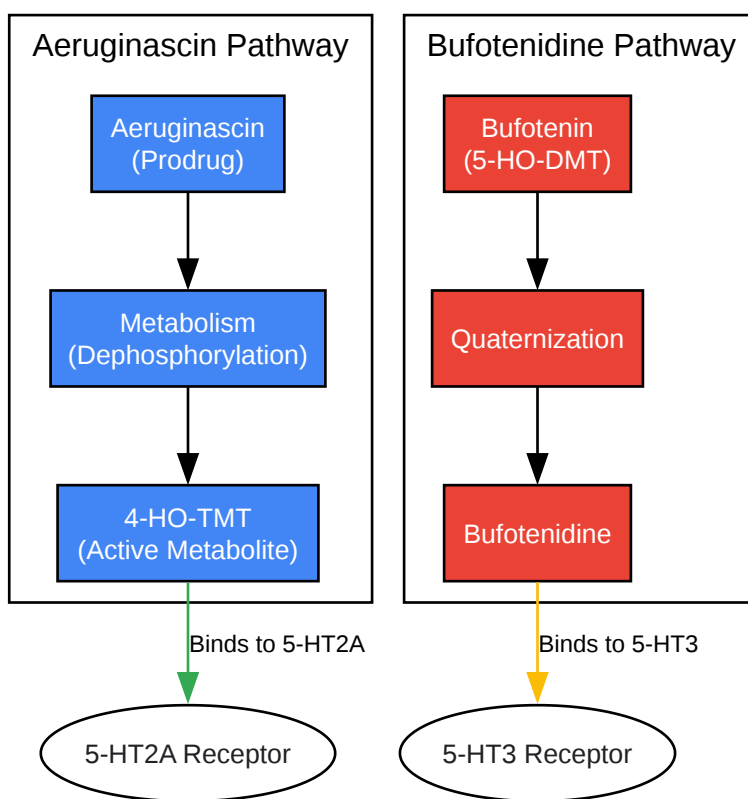 Aeruginascin Pathway
Aeruginascin
(Prodrug)
Metabolism
(Dephosphorylation)
4-HO-TMT
(Active Metabolite)
Binds to 5-HT2A
5-HT2A Receptor
Bufotenidine Pathway
Bufotenin
(5-HO-DMT)
Quaternization
Bufotenidine
Binds to 5-HT3
5-HT3 Receptor